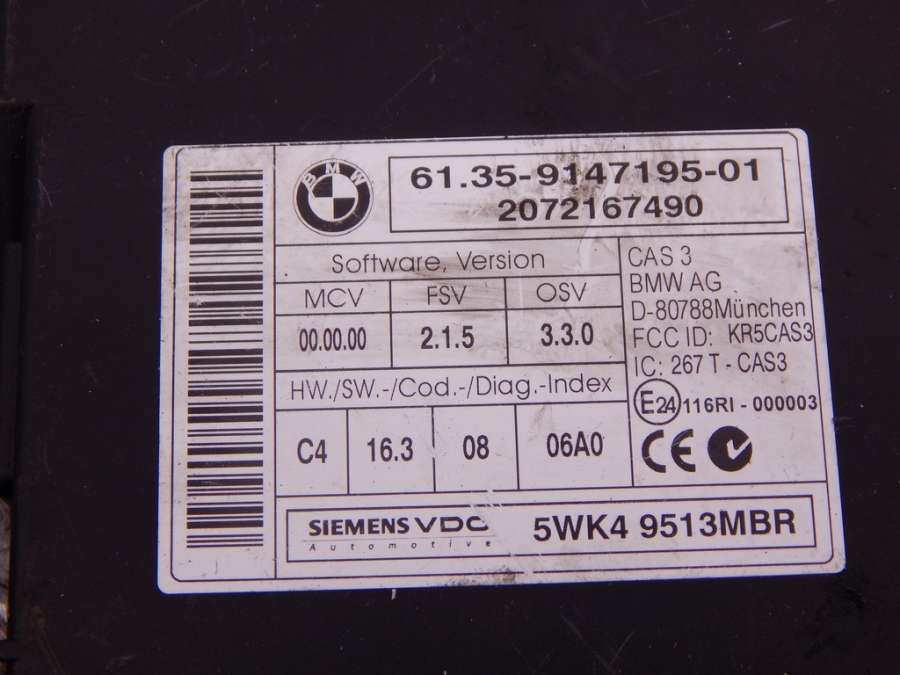 BMW
61.35-9147195-01
2072167490
Software, Version
MCV FSV OSV
00.00.00 2.1.5 3.3.0
HW./SW.-/Cod.-/Diag.-Index
C4 16.3 08 06A0
CAS 3
BMW AG
D-80788München
FCC ID: KR5CAS3
IC: 267 T - CAS3
E24 116RI - 000003
CE
SIEMENS VDO
Automotive
5WK4 9513MBR